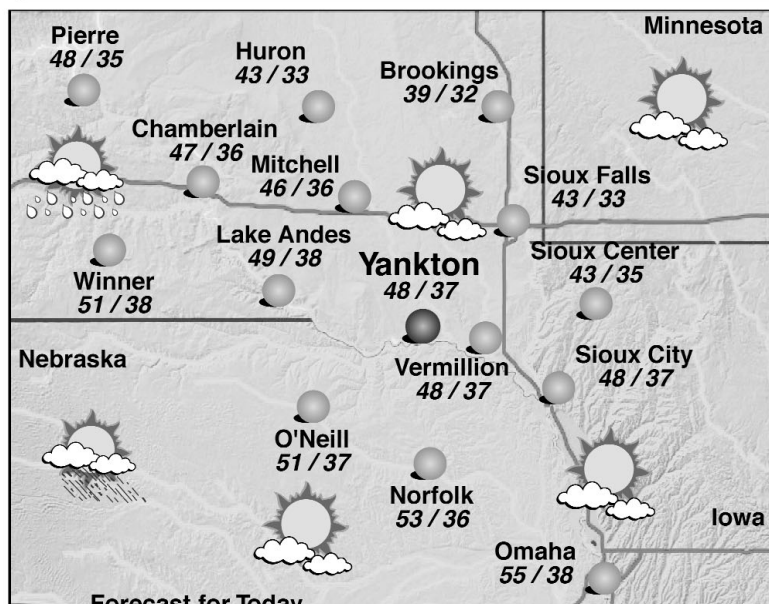 Minnesota
Pierre
48 / 35
Huron
43 / 33
Brookings
39 / 32
Chamberlain
47 / 36
Mitchell
46 / 36
Sioux Falls
43 / 33
Lake Andes
49 / 38
Yankton
48 / 37
Sioux Center
43 / 35
Winner
51 / 38
Nebraska
Vermillion
48 / 37
Sioux City
48 / 37
O'Neill
51 / 37
Norfolk
53 / 36
Iowa
Omaha
55 / 38
Forecast for Today